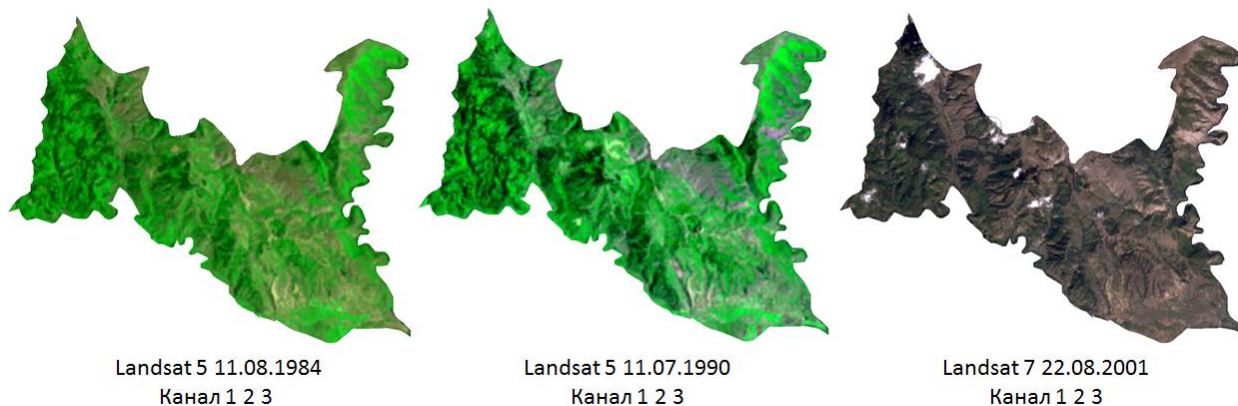 Landsat 5 11.08.1984
Канал 1 2 3
Landsat 5 11.07.1990
Канал 1 2 3
Landsat 7 22.08.2001
Канал 1 2 3